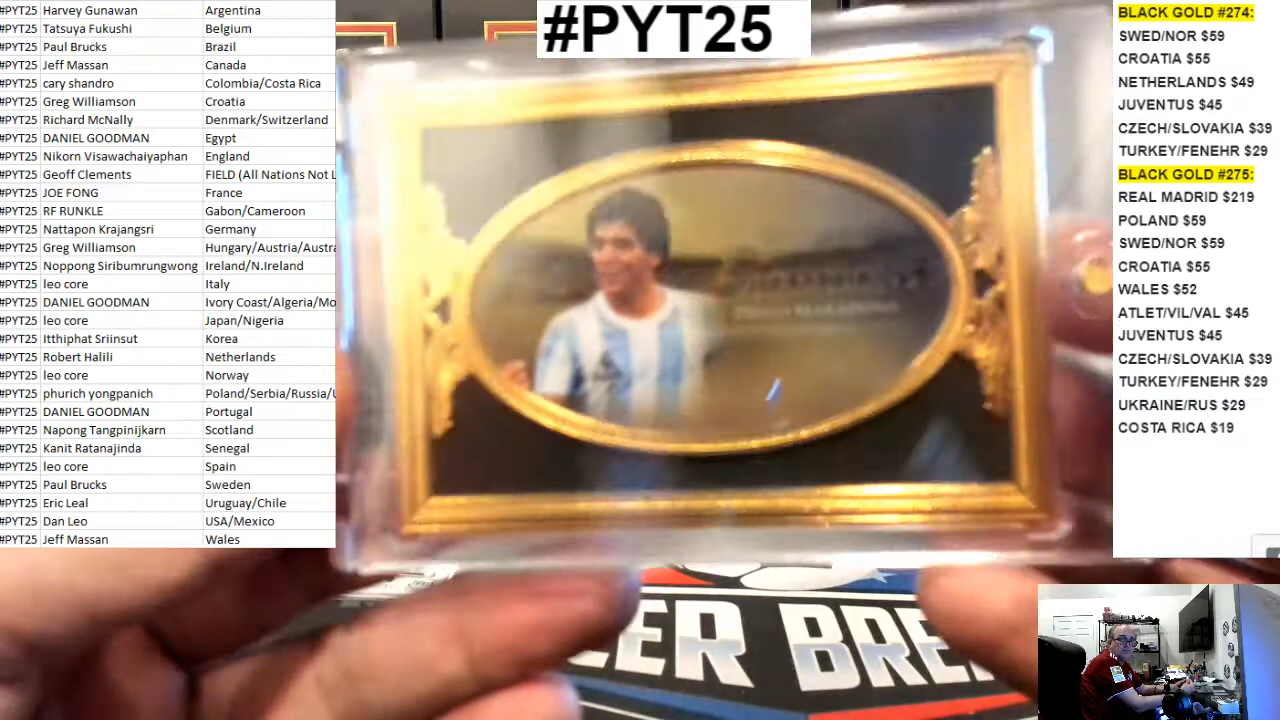 #PYT25 Harvey Gunawan Argentina
#PYT25 Tatsuya Fukushi Belgium
#PYT25 Paul Brucks Brazil
#PYT25 Jeff Massan Canada
#PYT25 cary shandro Colombia/Costa Rica
#PYT25 Greg Williamson Croatia
#PYT25 Richard McNally Denmark/Switzerland
#PYT25 DANIEL GOODMAN Egypt
#PYT25 Nikorn Visawachaiyaphan England
#PYT25 Geoff Clements FIELD (All Nations Not L
#PYT25 JOE FONG France
#PYT25 RF RUNKLE Gabon/Cameroon
#PYT25 Nattapon Krajangsri Germany
#PYT25 Greg Williamson Hungary/Austria/Austra
#PYT25 Noppong Siribumrungwong Ireland/N.Ireland
#PYT25 leo core Italy
#PYT25 DANIEL GOODMAN Ivory Coast/Algeria/Mo
#PYT25 leo core Japan/Nigeria
#PYT25 Itthiphat Sriinsut Korea
#PYT25 Robert Halili Netherlands
#PYT25 leo core Norway
#PYT25 phurich yongpanich Poland/Serbia/Russia/U
#PYT25 DANIEL GOODMAN Portugal
#PYT25 Napong Tangpinijkarn Scotland
#PYT25 Kanit Ratanajinda Senegal
#PYT25 leo core Spain
#PYT25 Paul Brucks Sweden
#PYT25 Eric Leal Uruguay/Chile
#PYT25 Dan Leo USA/Mexico
#PYT25 Jeff Massan Wales
#PYT25
BLACK GOLD #274:
SWED/NOR $59
CROATIA $55
NETHERLANDS $49
JUVENTUS $45
CZECH/SLOVAKIA $39
TURKEY/FENEHR $29
BLACK GOLD #275:
REAL MADRID $219
POLAND $59
SWED/NOR $59
CROATIA $55
WALES $52
ATLET/VIL/VAL $45
JUVENTUS $45
CZECH/SLOVAKIA $39
TURKEY/FENEHR $29
UKRAINE/RUS $29
COSTA RICA $19
ER BRE